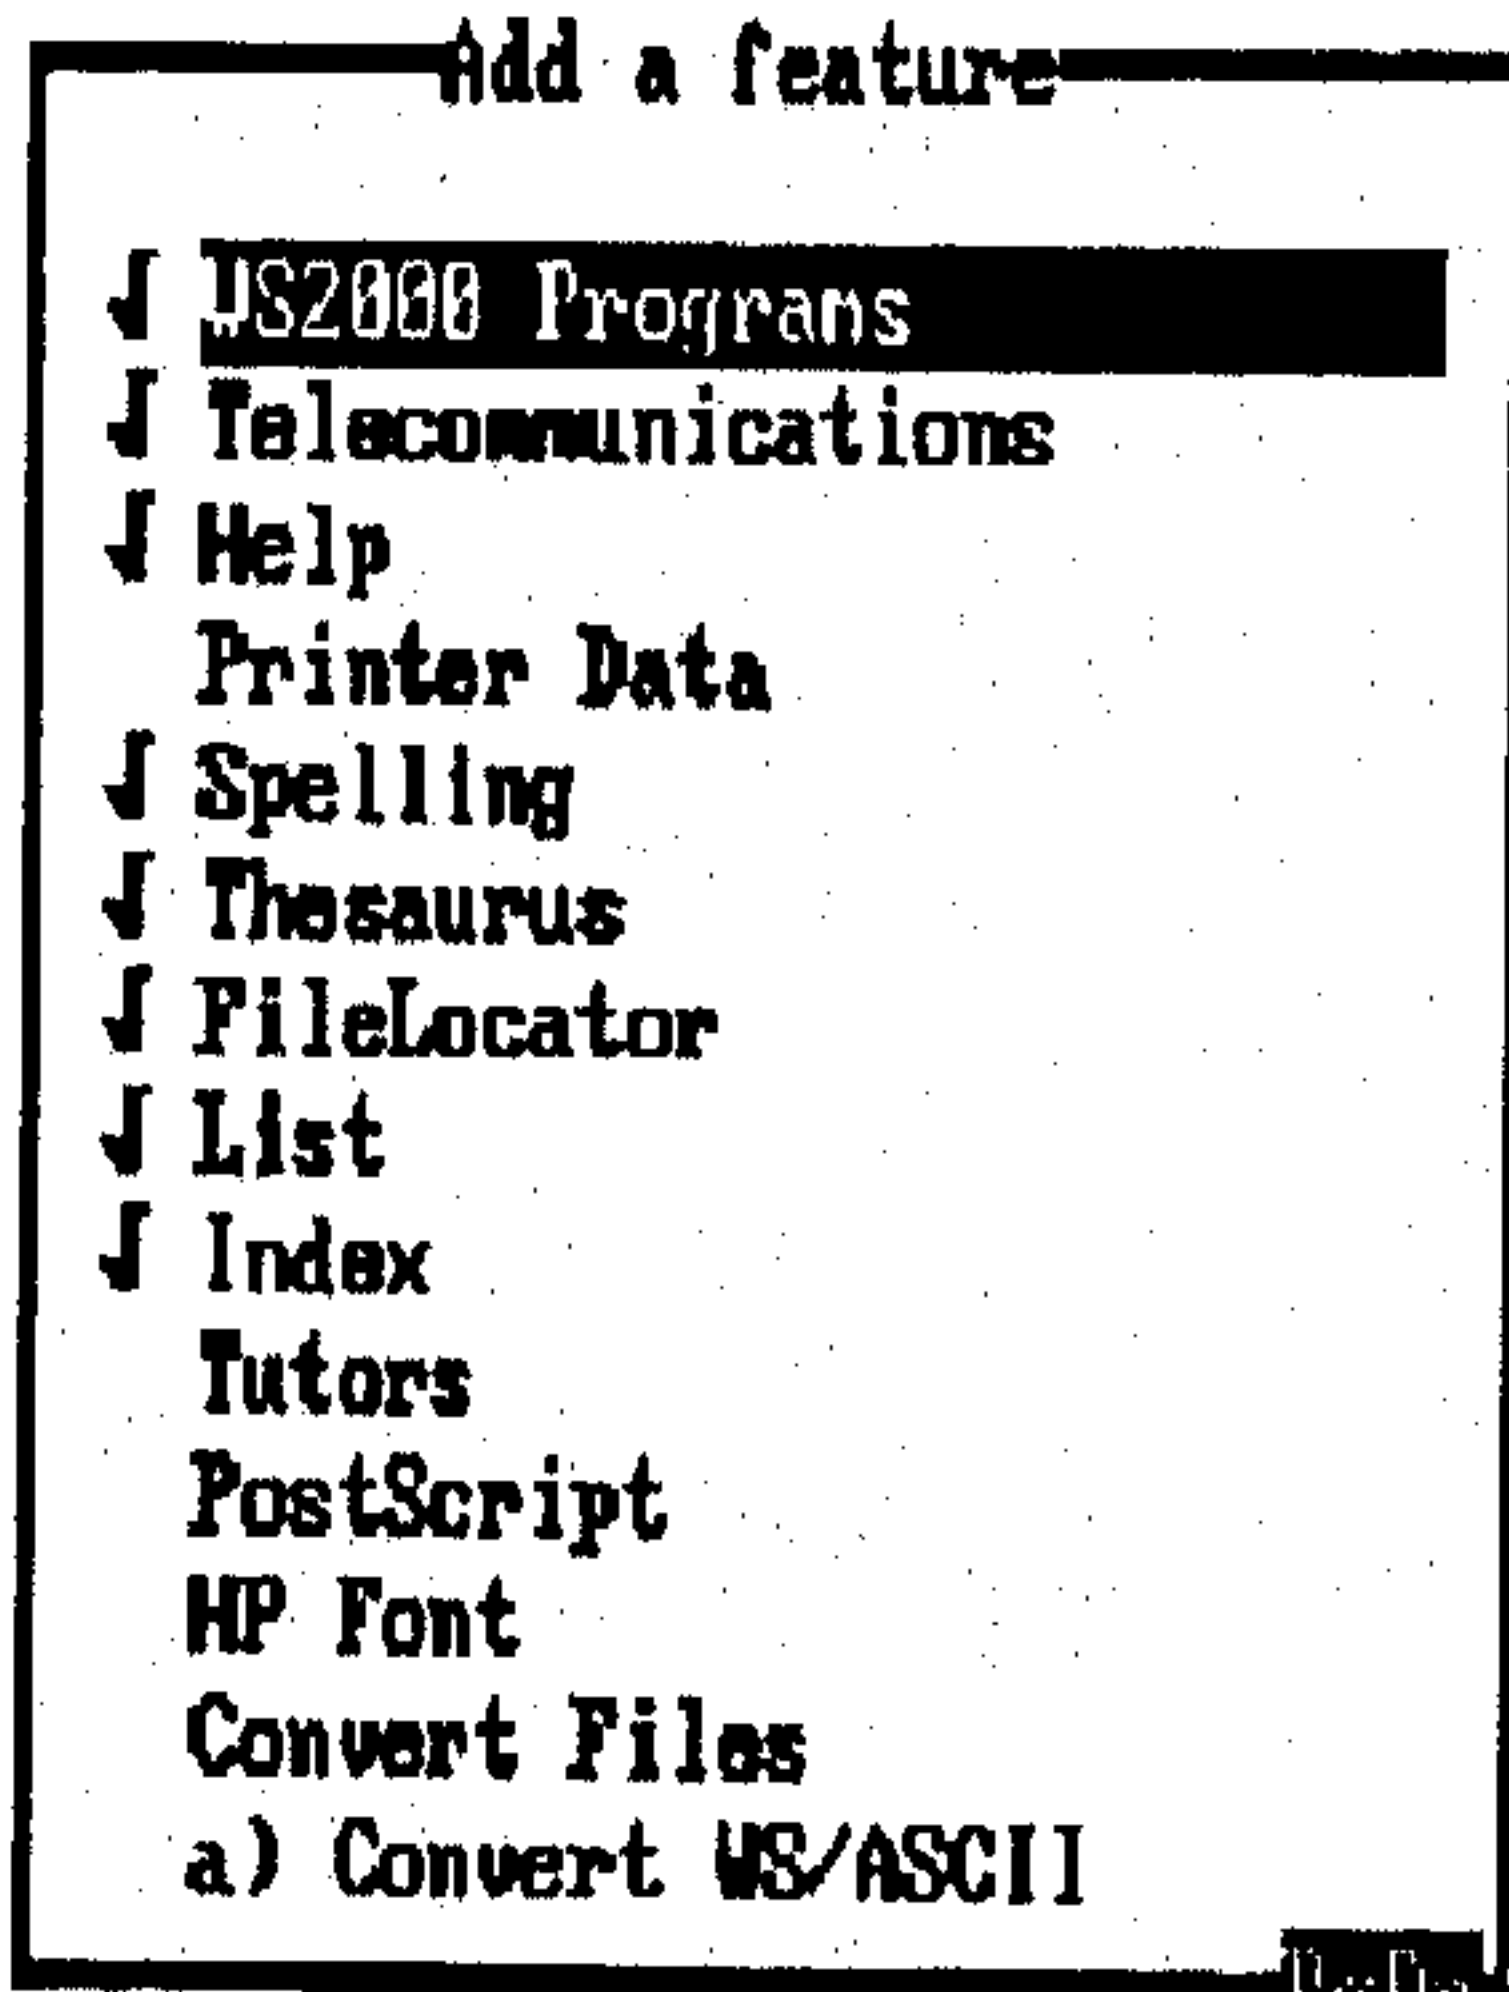 Add a feature
√ WS2000 Programs
√ Telecommunications
√ Help
Printer Data
√ Spelling
√ Thesaurus
√ FileLocator
√ List
√ Index
Tutors
PostScript
HP Font
Convert Files
a) Convert WS/ASCII